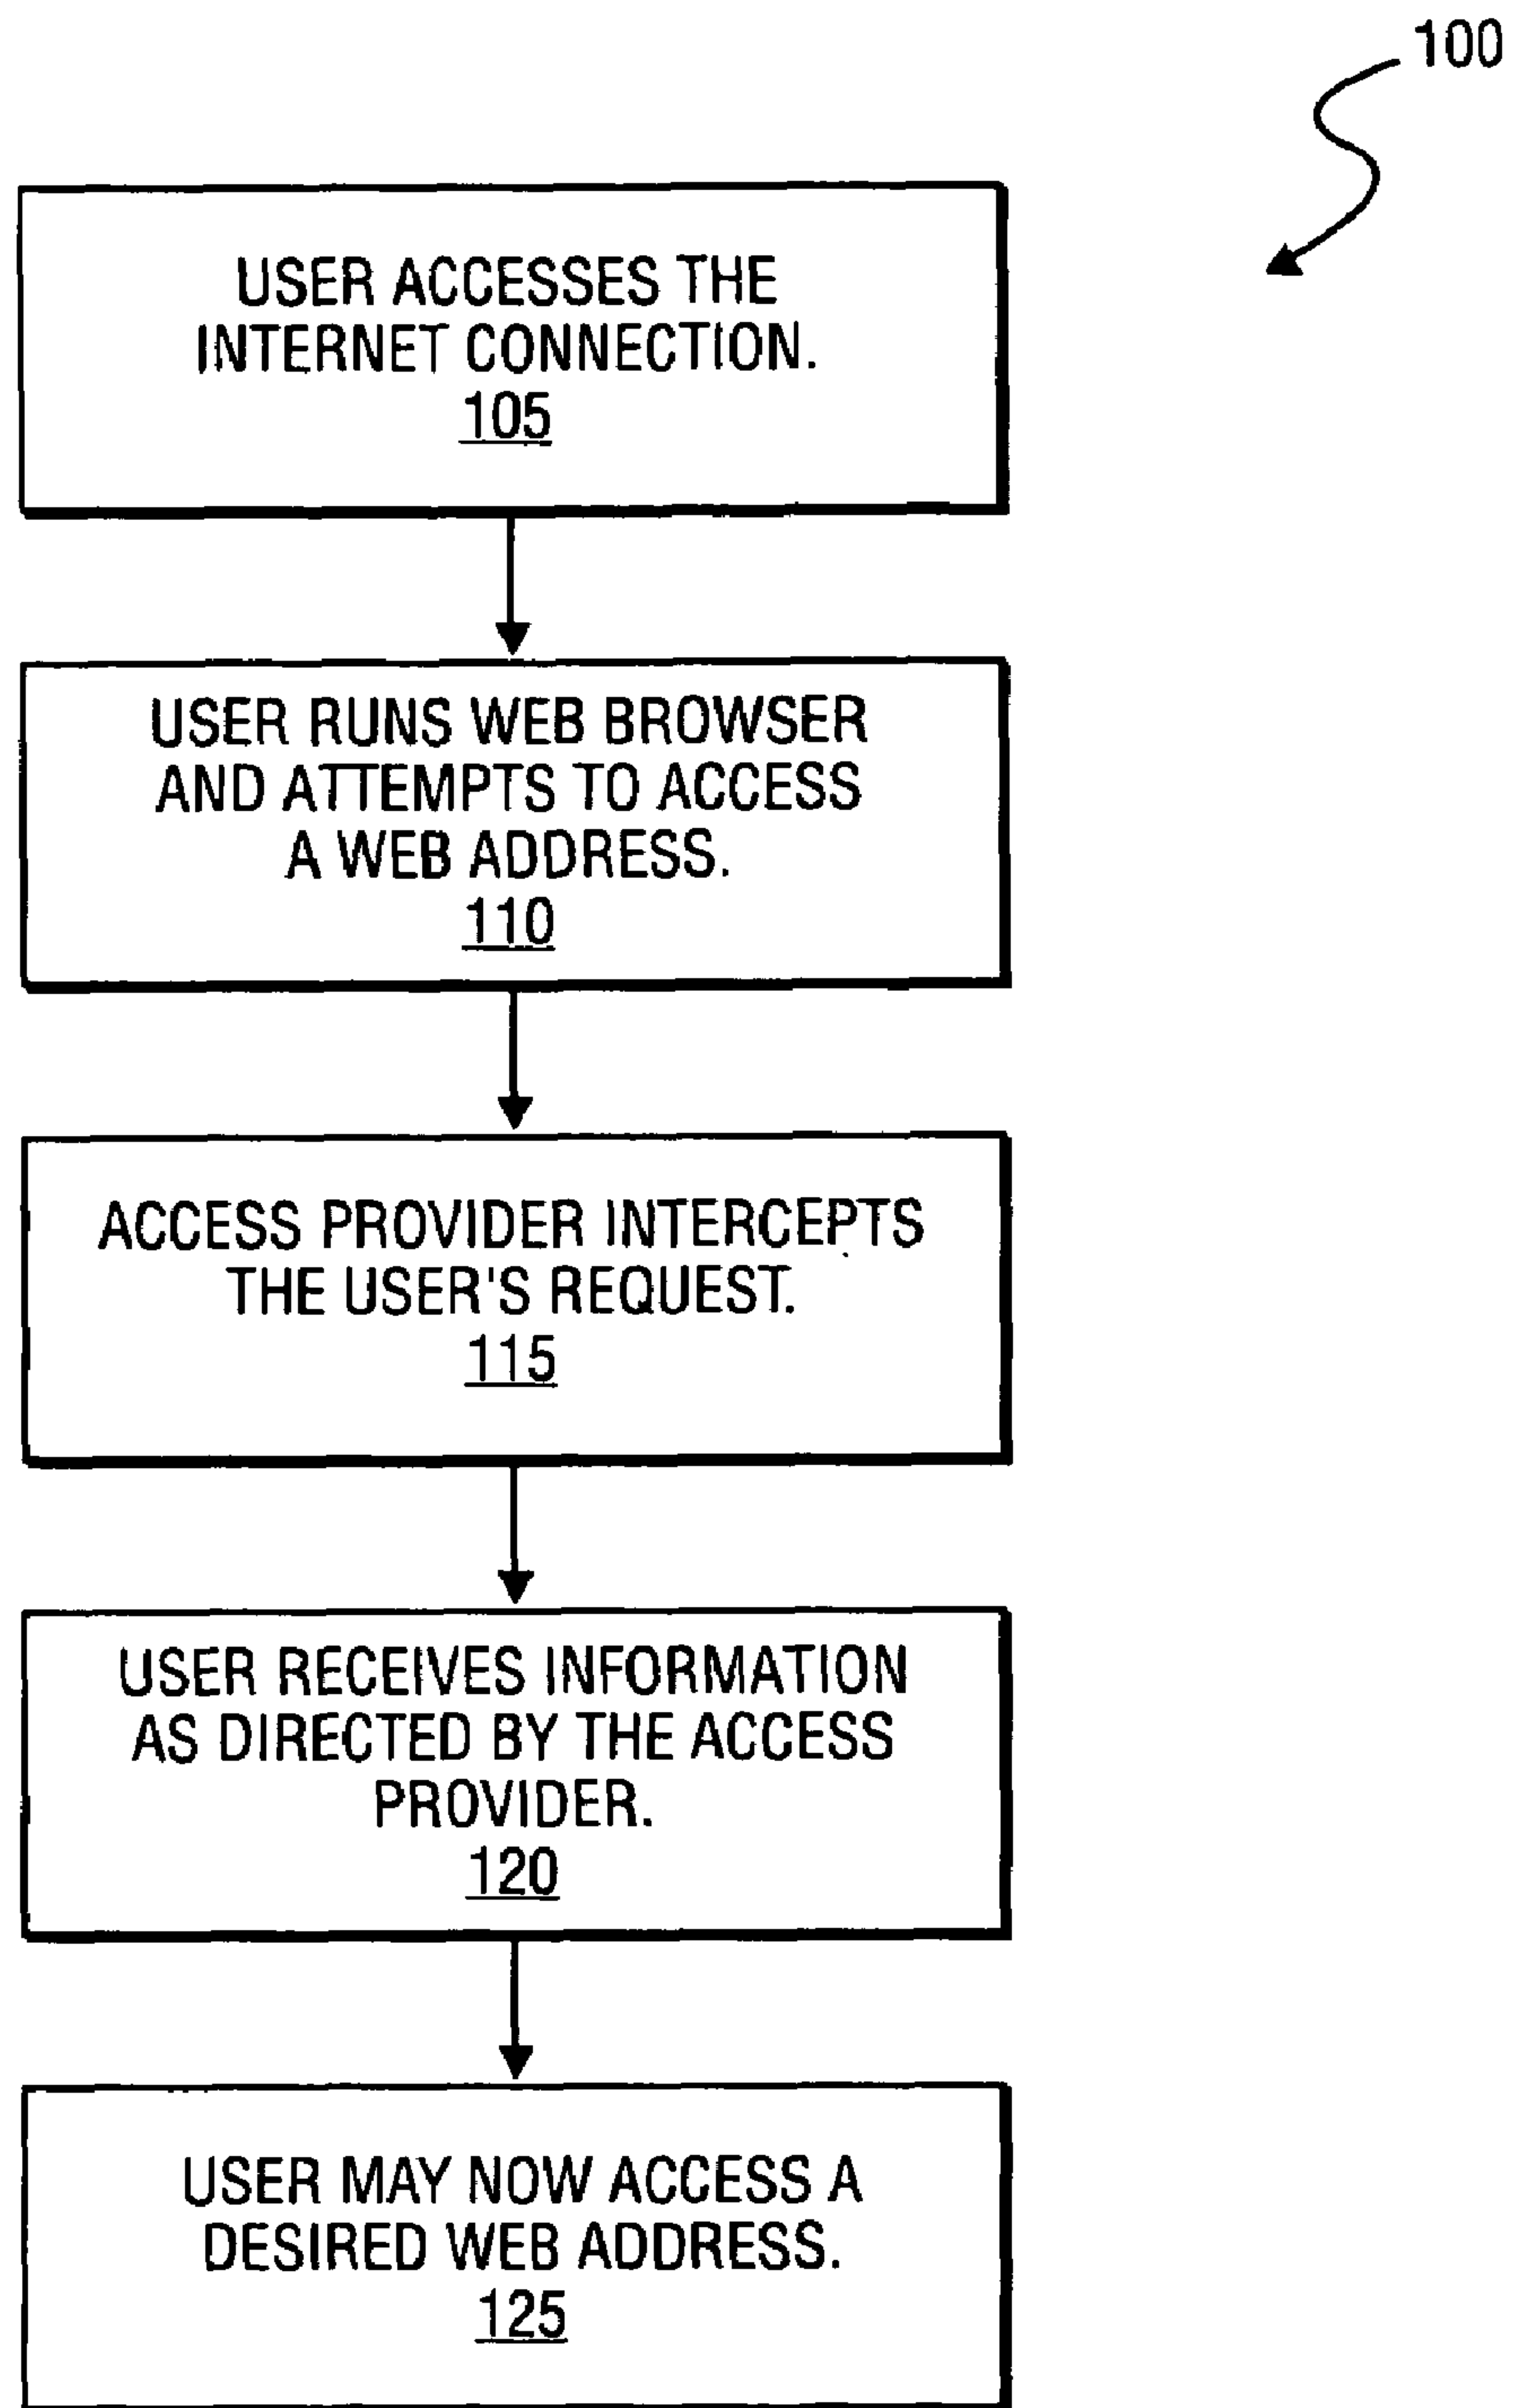 100
USER ACCESSES THE
INTERNET CONNECTION.
105
USER RUNS WEB BROWSER
AND ATTEMPTS TO ACCESS
A WEB ADDRESS.
110
ACCESS PROVIDER INTERCEPTS
THE USER'S REQUEST.
115
USER RECEIVES INFORMATION
AS DIRECTED BY THE ACCESS
PROVIDER.
120
USER MAY NOW ACCESS A
DESIRED WEB ADDRESS.
125